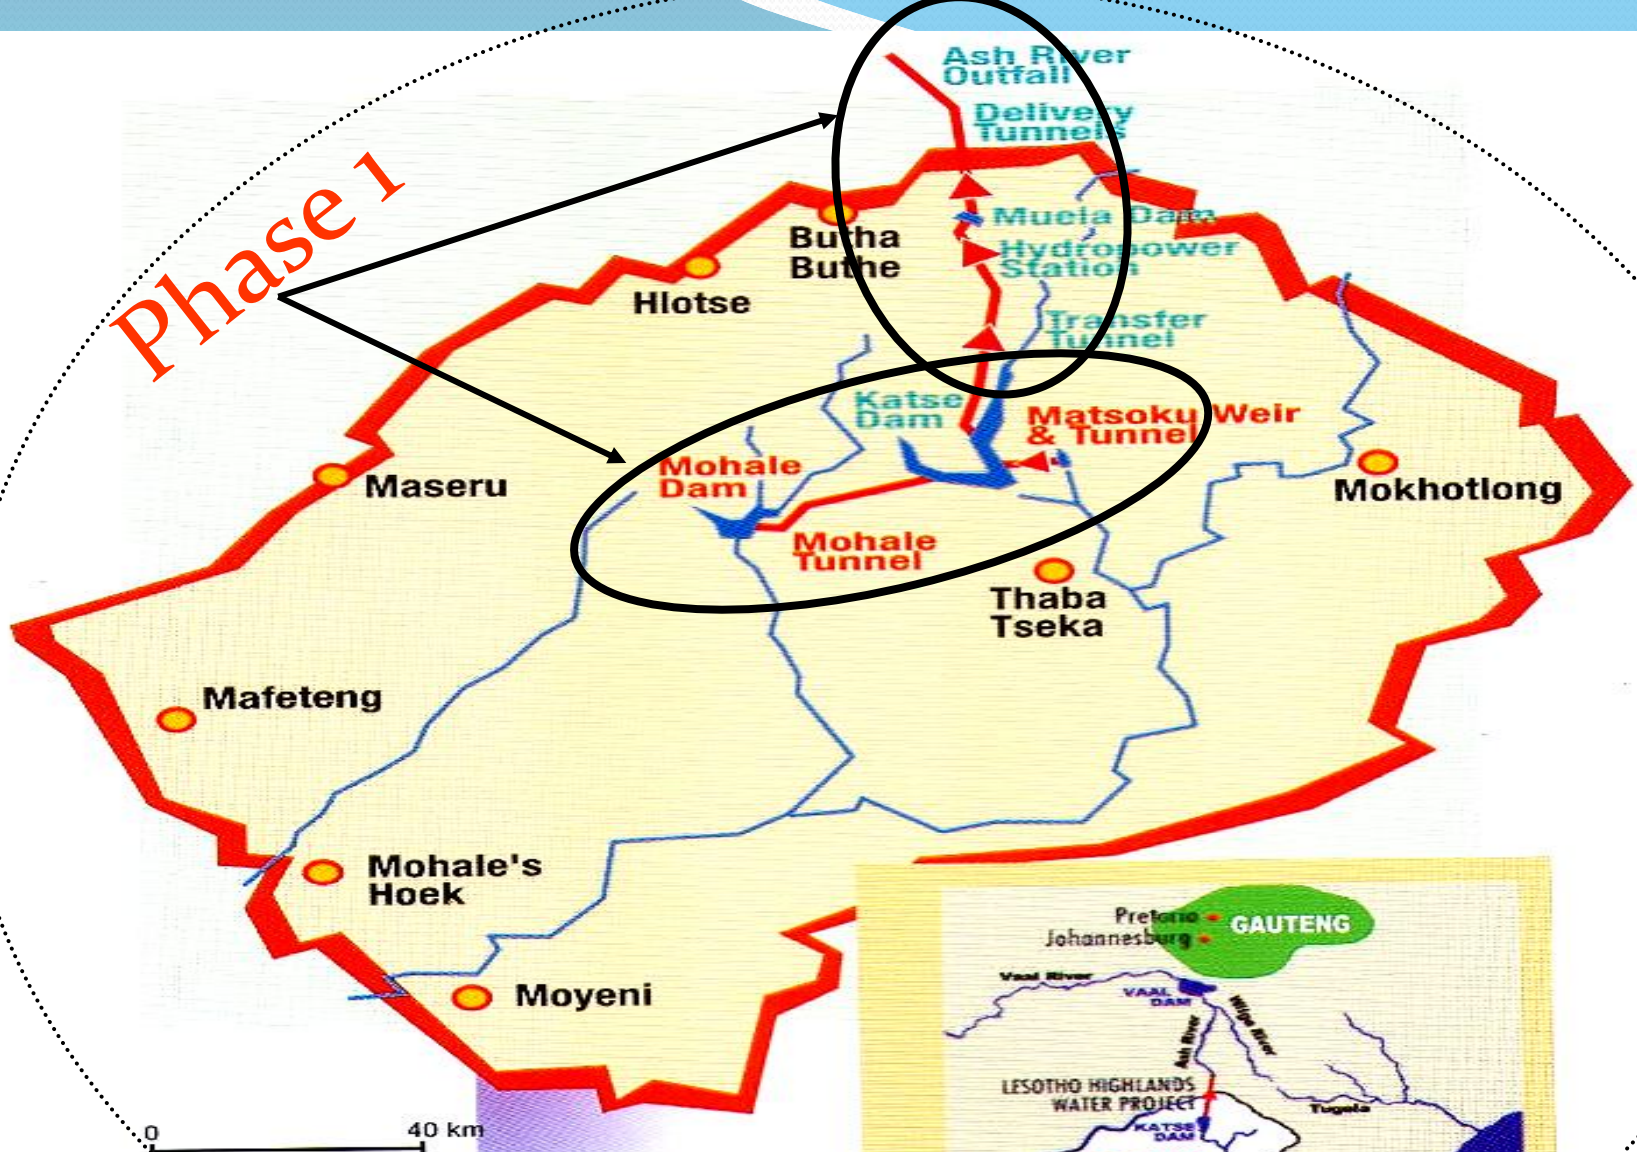 Phase 1
Ash River
Outfall
Delivery
Tunnels
Muela Dam
Hydropower
Station
Transfer
Tunnel
Butha
Buthe
Hlotse
Katse
Dam
Matsoku Weir
& Tunnel
Mohale
Dam
Maseru
Mokhotlong
Mohale
Tunnel
Thaba
Tseka
Mafeteng
Mohale's
Hoek
Moyeni
0
40 km
Pretoria
Johannesburg
GAUTENG
Vaal River
VAAL
DAM
Wilge River
Ash River
LESOTHO HIGHLANDS
WATER PROJECT
Tugela
KATSE
DAM